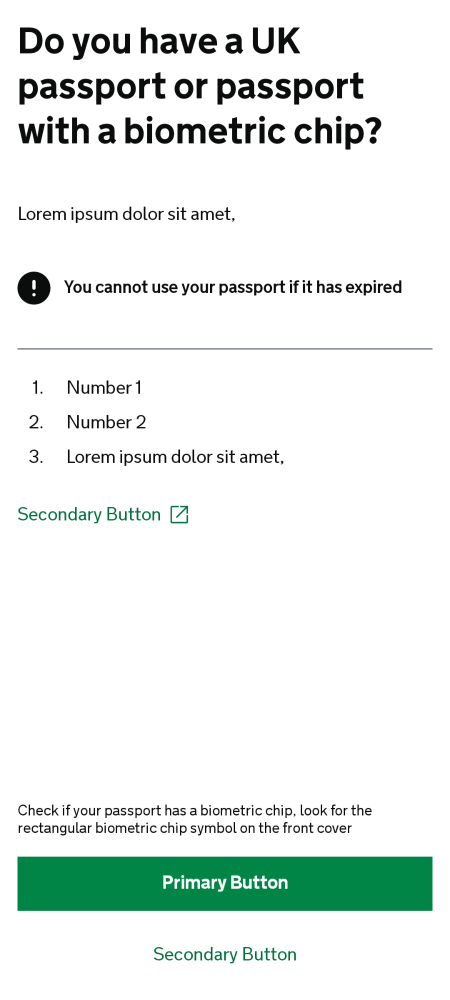 Do you have a UK
passport or passport
with a biometric chip?
Lorem ipsum dolor sit amet,
You cannot use your passport if it has expired
1. Number 1
2. Number 2
3. Lorem ipsum dolor sit amet,
Secondary Button
Check if your passport has a biometric chip, look for the
rectangular biometric chip symbol on the front cover
Primary Button
Secondary Button